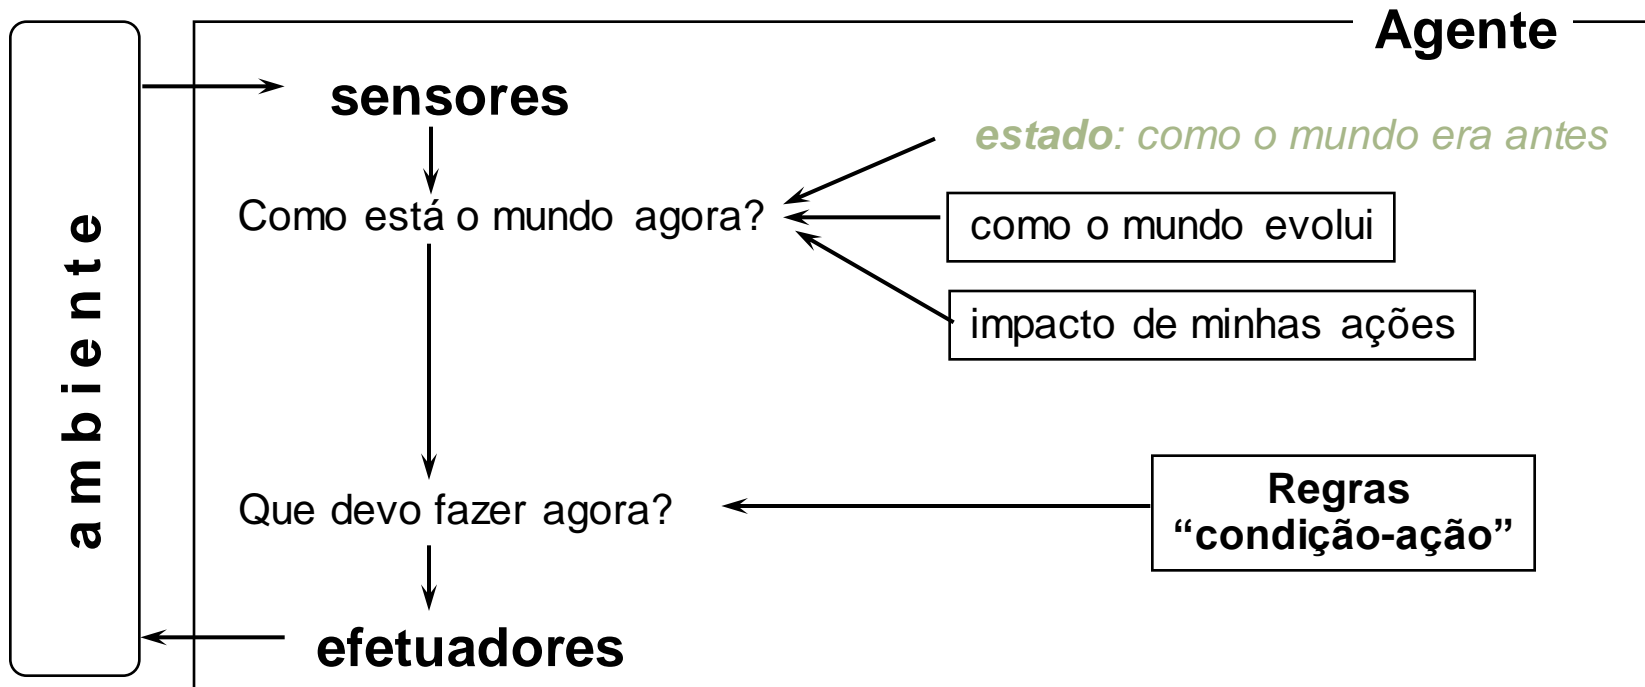 Agente
sensores
estado: como o mundo era antes
Como está o mundo agora?
como o mundo evolui
impacto de minhas ações
ambiente
Que devo fazer agora?
Regras
“condição-ação”
efetuadores